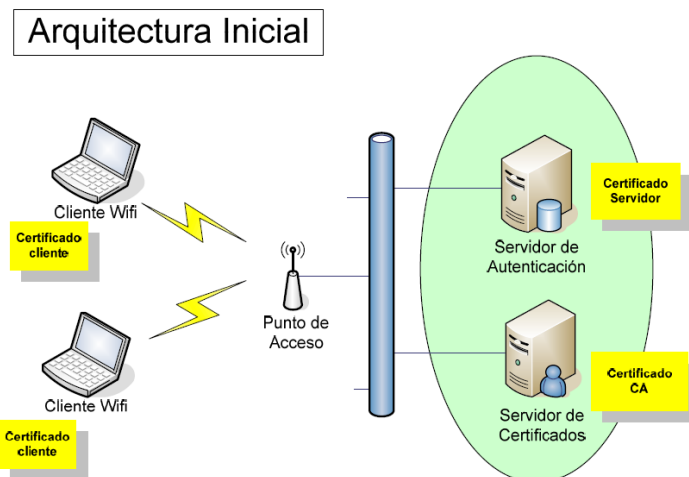 Arquitectura Inicial
Cliente Wifi
Certificado
cliente
Punto de
Acceso
Cliente Wifi
Certificado
cliente
Servidor de
Autenticación
Certificado
Servidor
Servidor de
Certificados
Certificado
CA